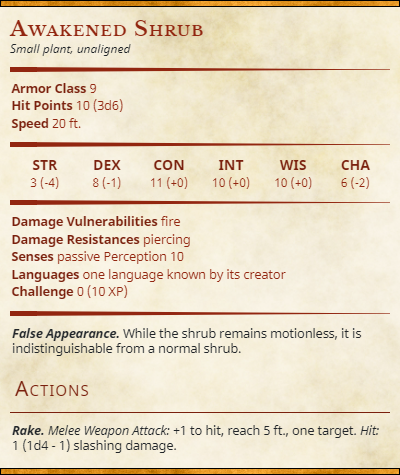 Awakened Shrub
Small plant, unaligned
Armor Class 9
Hit Points 10 (3d6)
Speed 20 ft.
STR DEX CON INT WIS CHA
3 (-4) 8 (-1) 11 (+0) 10 (+0) 10 (+0) 6 (-2)
Damage Vulnerabilities fire
Damage Resistances piercing
Senses passive Perception 10
Languages one language known by its creator
Challenge 0 (10 XP)
False Appearance. While the shrub remains motionless, it is
indistinguishable from a normal shrub.
Actions
Rake. Melee Weapon Attack: +1 to hit, reach 5 ft., one target. Hit:
1 (1d4 - 1) slashing damage.